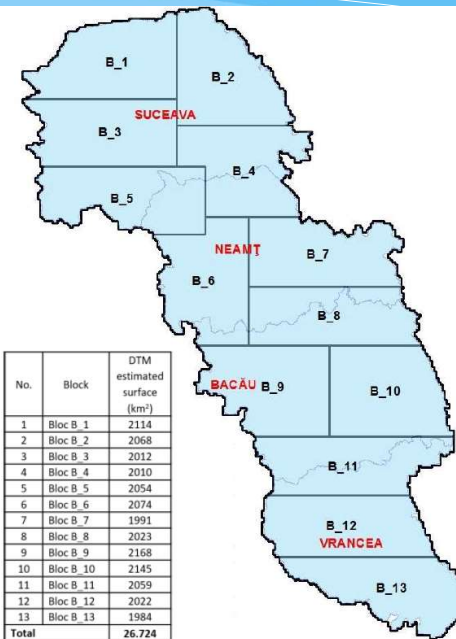 B_1
B_2
SUCEAVA
B_3
B_4
B_5
NEAMȚ
B_7
B_6
B_8
BACĂU B_9
B_10
B_11
B_12
VRANCEA
B_13
No. Block DTM estimated surface (km²)
1 Bloc B_1 2114
2 Bloc B_2 2068
3 Bloc B_3 2012
4 Bloc B_4 2010
5 Bloc B_5 2054
6 Bloc B_6 2074
7 Bloc B_7 1991
8 Bloc B_8 2023
9 Bloc B_9 2168
10 Bloc B_10 2145
11 Bloc B_11 2059
12 Bloc B_12 2022
13 Bloc B_13 1984
Total 26.724